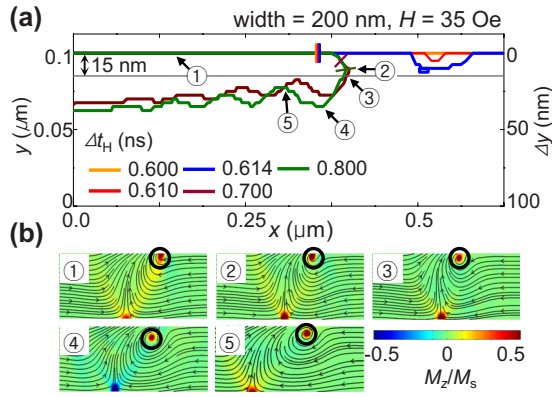 (a) width = 200 nm, H = 35 Oe
0.1 0
15 nm
① ②
③
y (μm) 0.05 50 Δy (nm)
⑤ ④
Δt_H (ns)
0.600 0.614 0.800
0.610 0.700
0 100
0.0 0.25 0.5
x (μm)
(b)
① ② ③
④ ⑤
-0.5 0 0.5
M_z/M_s